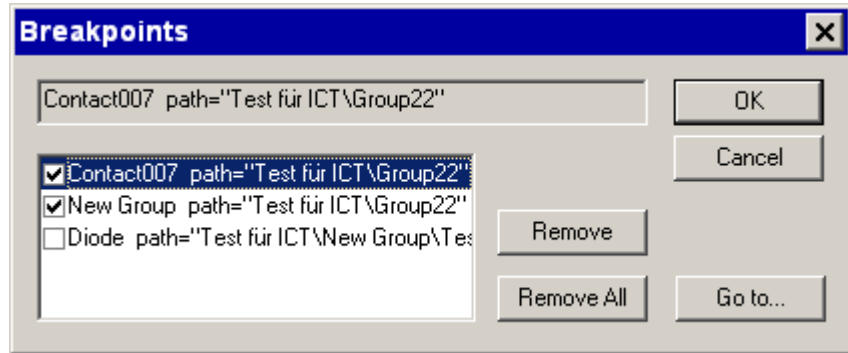 Breakpoints
Contact007 path="Test für ICT\Group22"
OK
Cancel
Contact007 path="Test für ICT\Group22"
New Group path="Test für ICT\Group22"
Diode path="Test für ICT\New Group\Tes
Remove
Remove All
Go to...